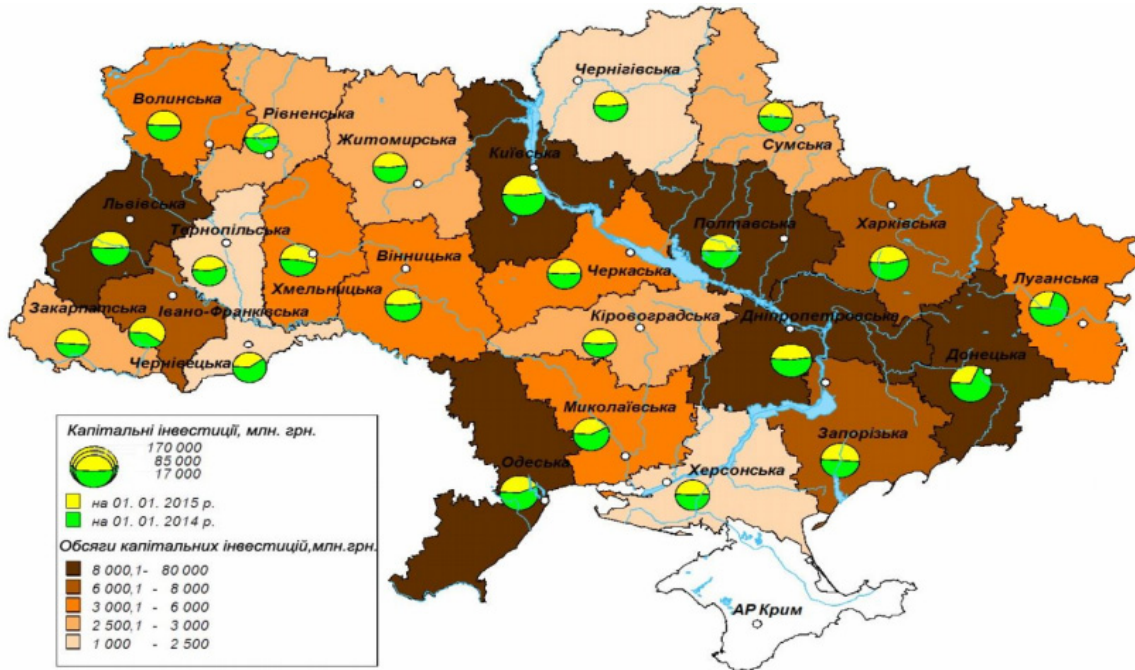 Чернігівська
Волинська
Рівненська
Житомирська
Сумська
Київська
Львівська
Полтавська
Харківська
Тернопільська
Вінницька
Черкаська
Луганська
Хмельницька
Закарпатська
Івано-Франківська
Кіровоградська
Дніпропетровська
Чернівецька
Донецька
Миколаївська
Запорізька
Одеська
Херсонська
АР Крим
Капітальні інвестиції, млн. грн.
170 000
85 000
17 000
на 01. 01. 2015 р.
на 01. 01. 2014 р.
Обсяги капітальних інвестицій,млн.грн.
8 000,1- 80 000
6 000,1 - 8 000
3 000,1 - 6 000
2 500,1 - 3 000
1 000 - 2 500